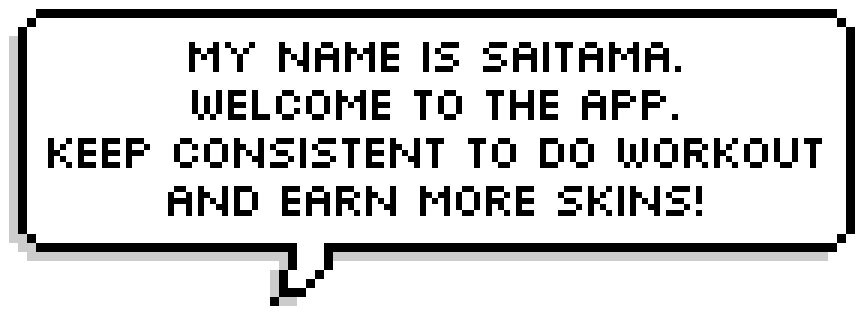 MY NAME IS SAITAMA.
WELCOME TO THE APP.
KEEP CONSISTENT TO DO WORKOUT
AND EARN MORE SKINS!